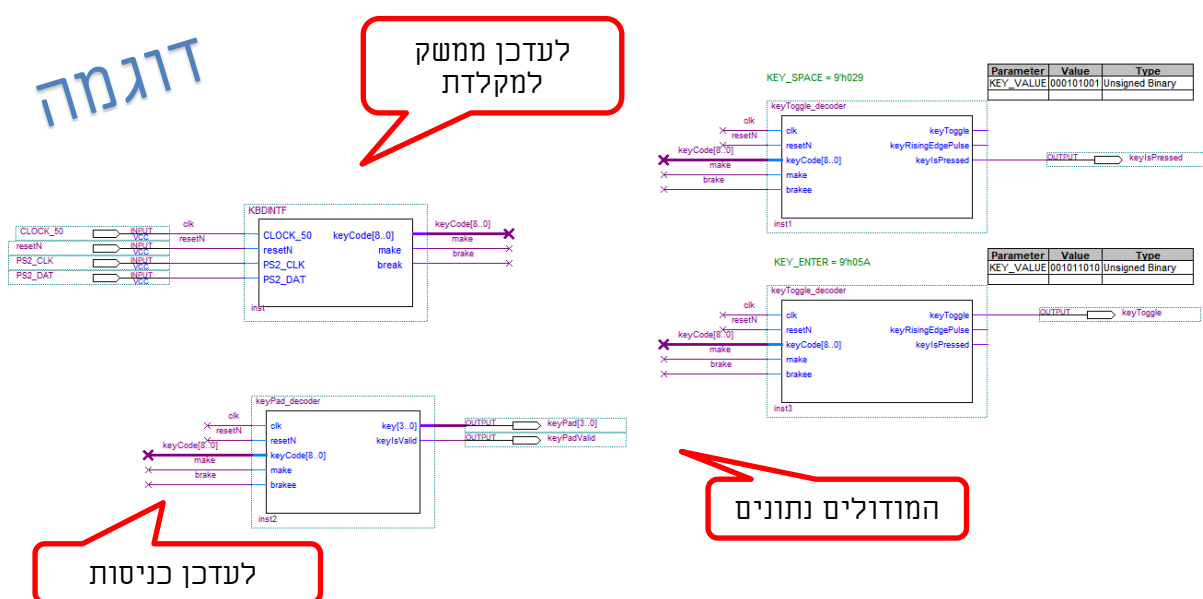 דוגמה
לעדכן ממשק
למקלדת
KBDINTF
CLOCK_50
INPUT
VCC
clk
CLOCK_50
keyCode[8..0]
keyCode[8..0]
resetN
INPUT
VCC
resetN
resetN
make
make
PS2_CLK
INPUT
VCC
PS2_CLK
break
brake
PS2_DAT
INPUT
VCC
PS2_DAT
inst
keyPad_decoder
clk
clk
key[3..0]
OUTPUT
keyPad[3..0]
resetN
resetN
keyIsValid
OUTPUT
keyPadValid
keyCode[8..0]
keyCode[8..0]
make
make
brake
brakee
inst2
לעדכן כניסות
KEY_SPACE = 9'h029
Parameter Value Type
KEY_VALUE 000101001 Unsigned Binary
keyToggle_decoder
clk
clk
keyToggle
resetN
resetN
keyRisingEdgePulse
keyCode[8..0]
keyCode[8..0]
keyIsPressed
OUTPUT
keyIsPressed
make
make
brake
brakee
inst1
KEY_ENTER = 9'h05A
Parameter Value Type
KEY_VALUE 001011010 Unsigned Binary
keyToggle_decoder
clk
clk
keyToggle
OUTPUT
keyToggle
resetN
resetN
keyRisingEdgePulse
keyCode[8..0]
keyCode[8..0]
keyIsPressed
make
make
brake
brakee
inst3
המודולים נתונים